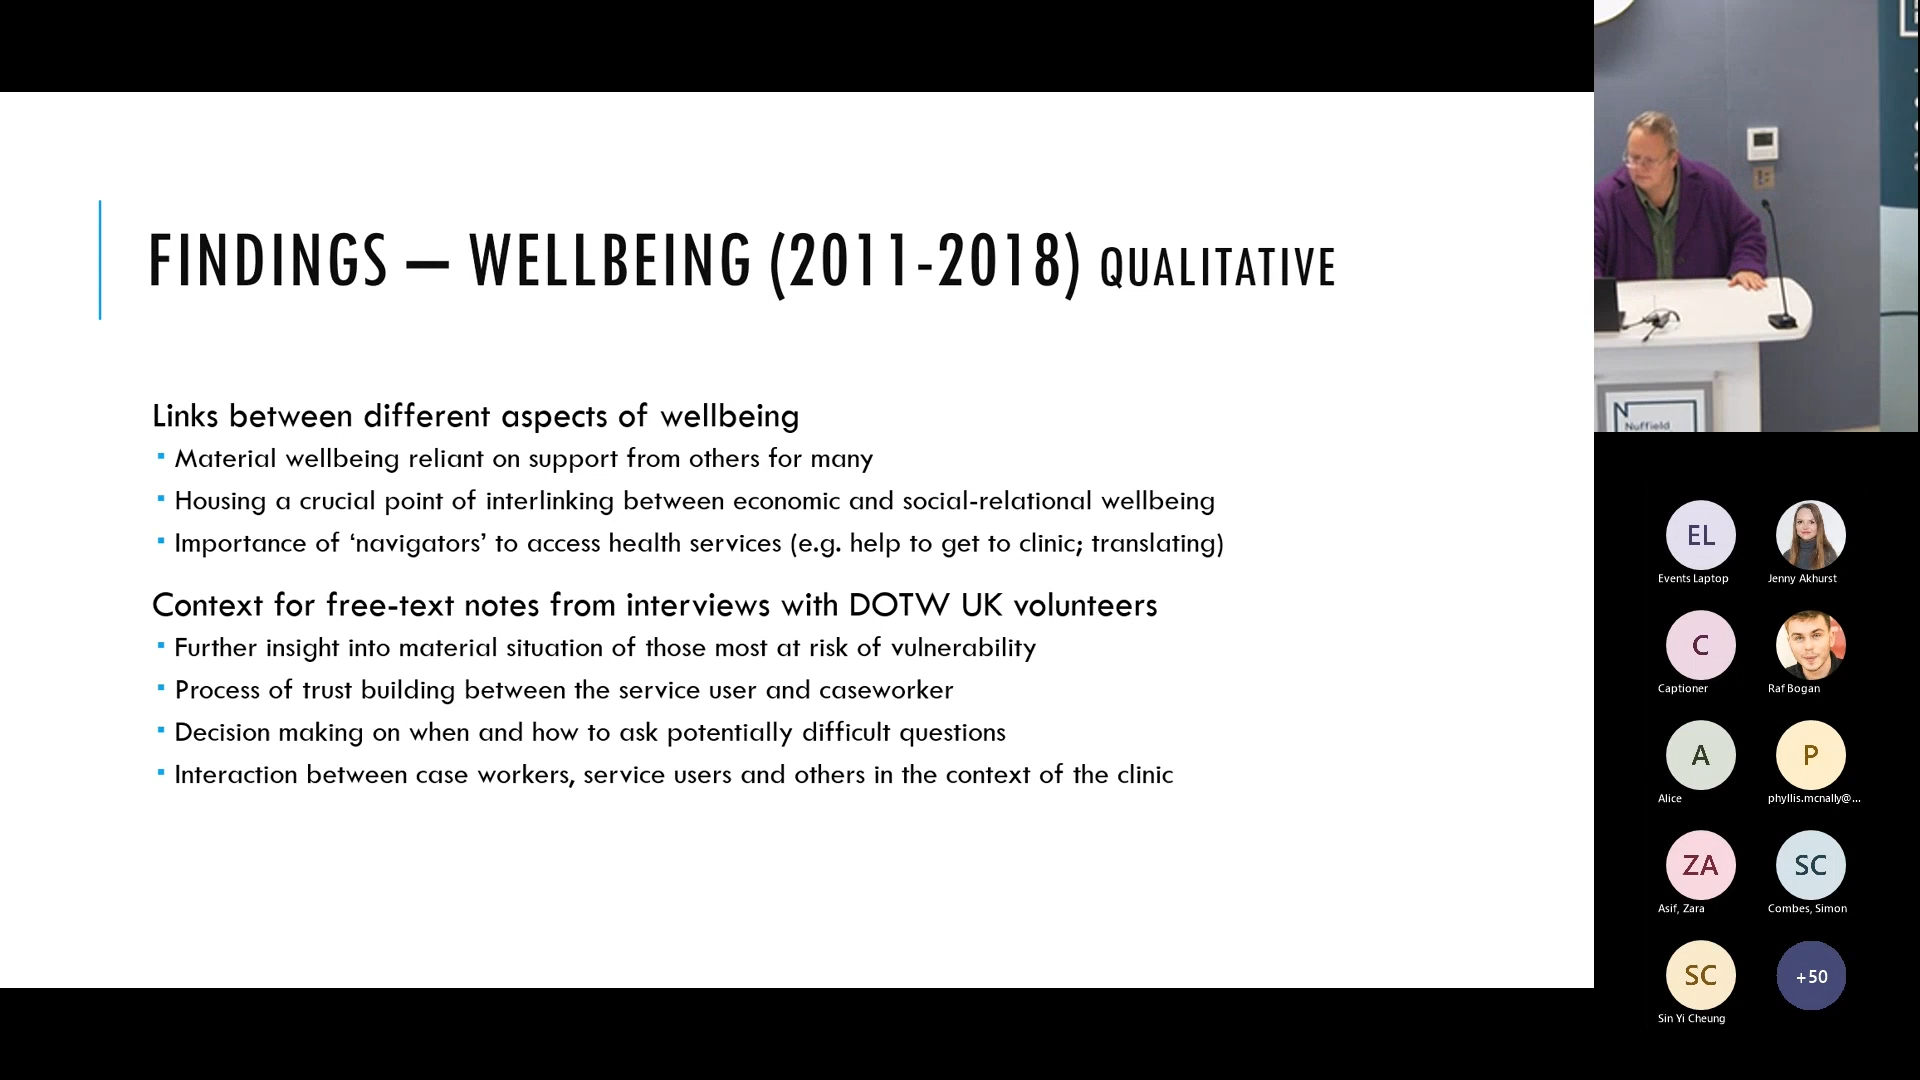 FINDINGS – WELLBEING (2011-2018) QUALITATIVE
Links between different aspects of wellbeing
▪ Material wellbeing reliant on support from others for many
▪ Housing a crucial point of interlinking between economic and social-relational wellbeing
▪ Importance of ‘navigators’ to access health services (e.g. help to get to clinic; translating)
Context for free-text notes from interviews with DOTW UK volunteers
▪ Further insight into material situation of those most at risk of vulnerability
▪ Process of trust building between the service user and caseworker
▪ Decision making on when and how to ask potentially difficult questions
▪ Interaction between case workers, service users and others in the context of the clinic
N
Nuffield
EL
Events Laptop
Jenny Akhurst
C
Captioner
Raf Bogan
A
Alice
P
phyllis.mcnally@...
ZA
Asif, Zara
SC
Combes, Simon
SC
Sin Yi Cheung
+50